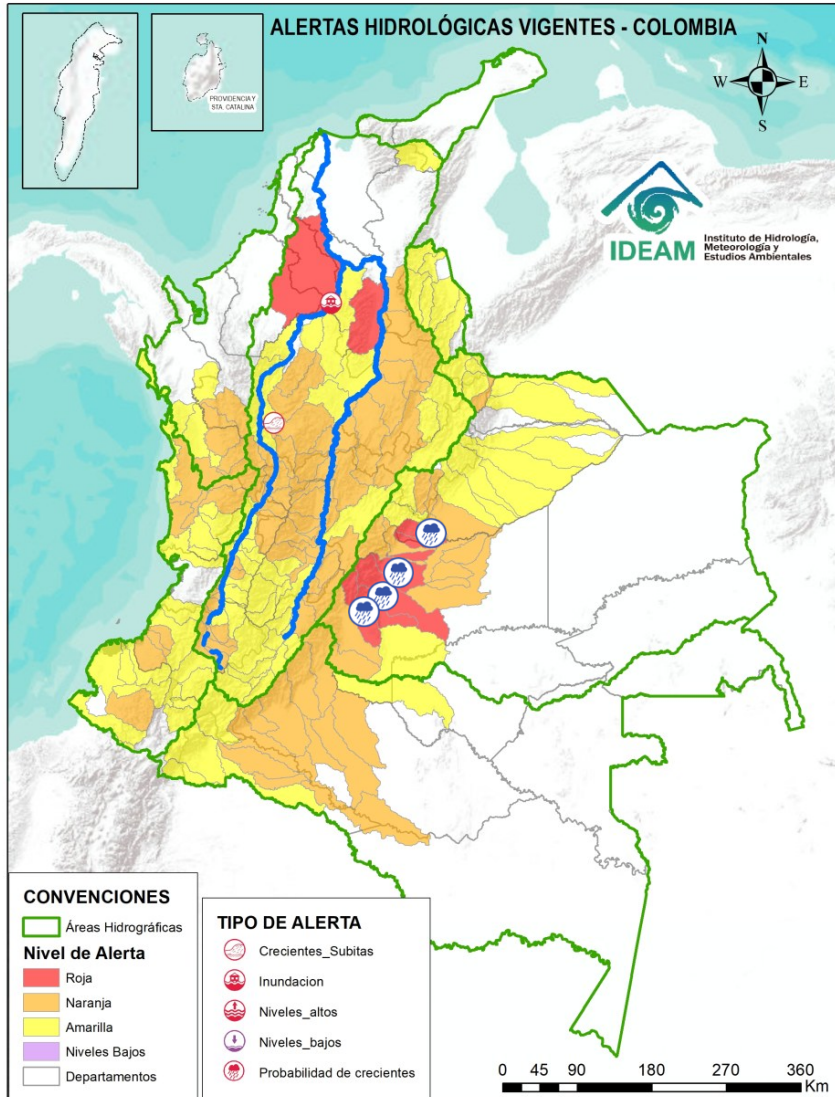 ALERTAS HIDROLÓGICAS VIGENTES - COLOMBIA
PROVIDENCIA Y
STA. CATALINA
N
W
E
S
IDEAM
Instituto de Hidrología,
Meteorología y
Estudios Ambientales
CONVENCIONES
Áreas Hidrográficas
Nivel de Alerta
Roja
Naranja
Amarilla
Niveles Bajos
Departamentos
TIPO DE ALERTA
Crecientes_Subitas
Inundacion
Niveles_altos
Niveles_bajos
Probabilidad de crecientes
0 45 90 180 270 360
Km